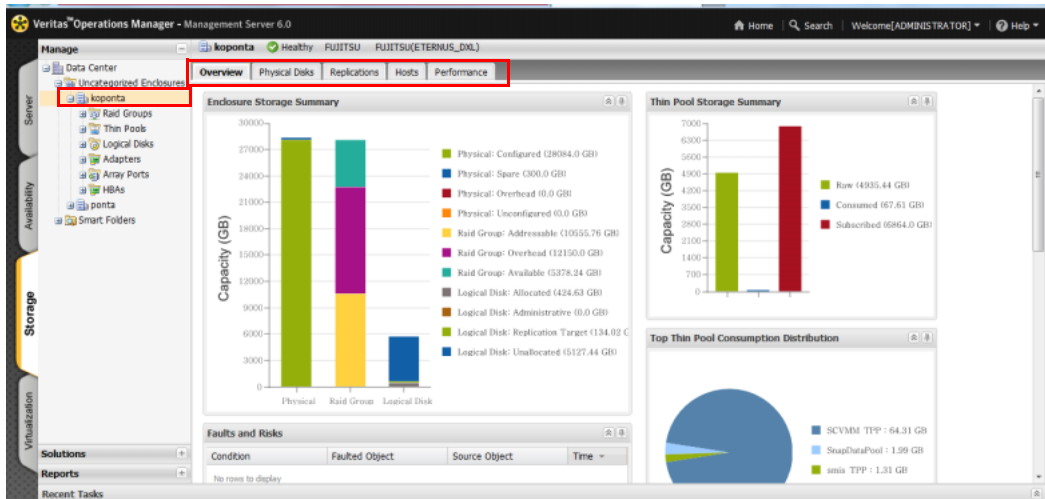 Veritas™ Operations Manager - Management Server 6.0
Home
Search
Welcome[ADMINISTRATOR]
Help
Manage
koponta Healthy FUJITSU FUJITSU(ETERNUS_DXL)
Data Center
Uncategorized Enclosures
koponta
Raid Groups
Thin Pools
Logical Disks
Adapters
Array Ports
HBAs
ponta
Smart Folders
Server
Availability
Storage
Virtualization
Solutions
Reports
Recent Tasks
Overview
Physical Disks
Replications
Hosts
Performance
Enclosure Storage Summary
Capacity (GB)
30000
27000
24000
21000
18000
15000
12000
9000
6000
3000
0
Physical
Raid Group
Logical Disk
Physical: Configured (28084.0 GB)
Physical: Spare (300.0 GB)
Physical: Overhead (0.0 GB)
Physical: Unconfigured (0.0 GB)
Raid Group: Addressable (10555.76 GB)
Raid Group: Overhead (12150.0 GB)
Raid Group: Available (5378.24 GB)
Logical Disk: Allocated (424.63 GB)
Logical Disk: Administrative (0.0 GB)
Logical Disk: Replication Target (134.02 G
Logical Disk: Unallocated (5127.44 GB)
Thin Pool Storage Summary
Capacity (GB)
7000
6300
5600
4900
4200
3500
2800
2100
1400
700
0
Raw (4935.44 GB)
Consumed (67.61 GB)
Subscribed (6864.0 GB)
Top Thin Pool Consumption Distribution
SCVMM TPP : 64.31 GB
SnapDataPool : 1.99 GB
smis TPP : 1.31 GB
Faults and Risks
Condition
Faulted Object
Source Object
Time
No rows to display